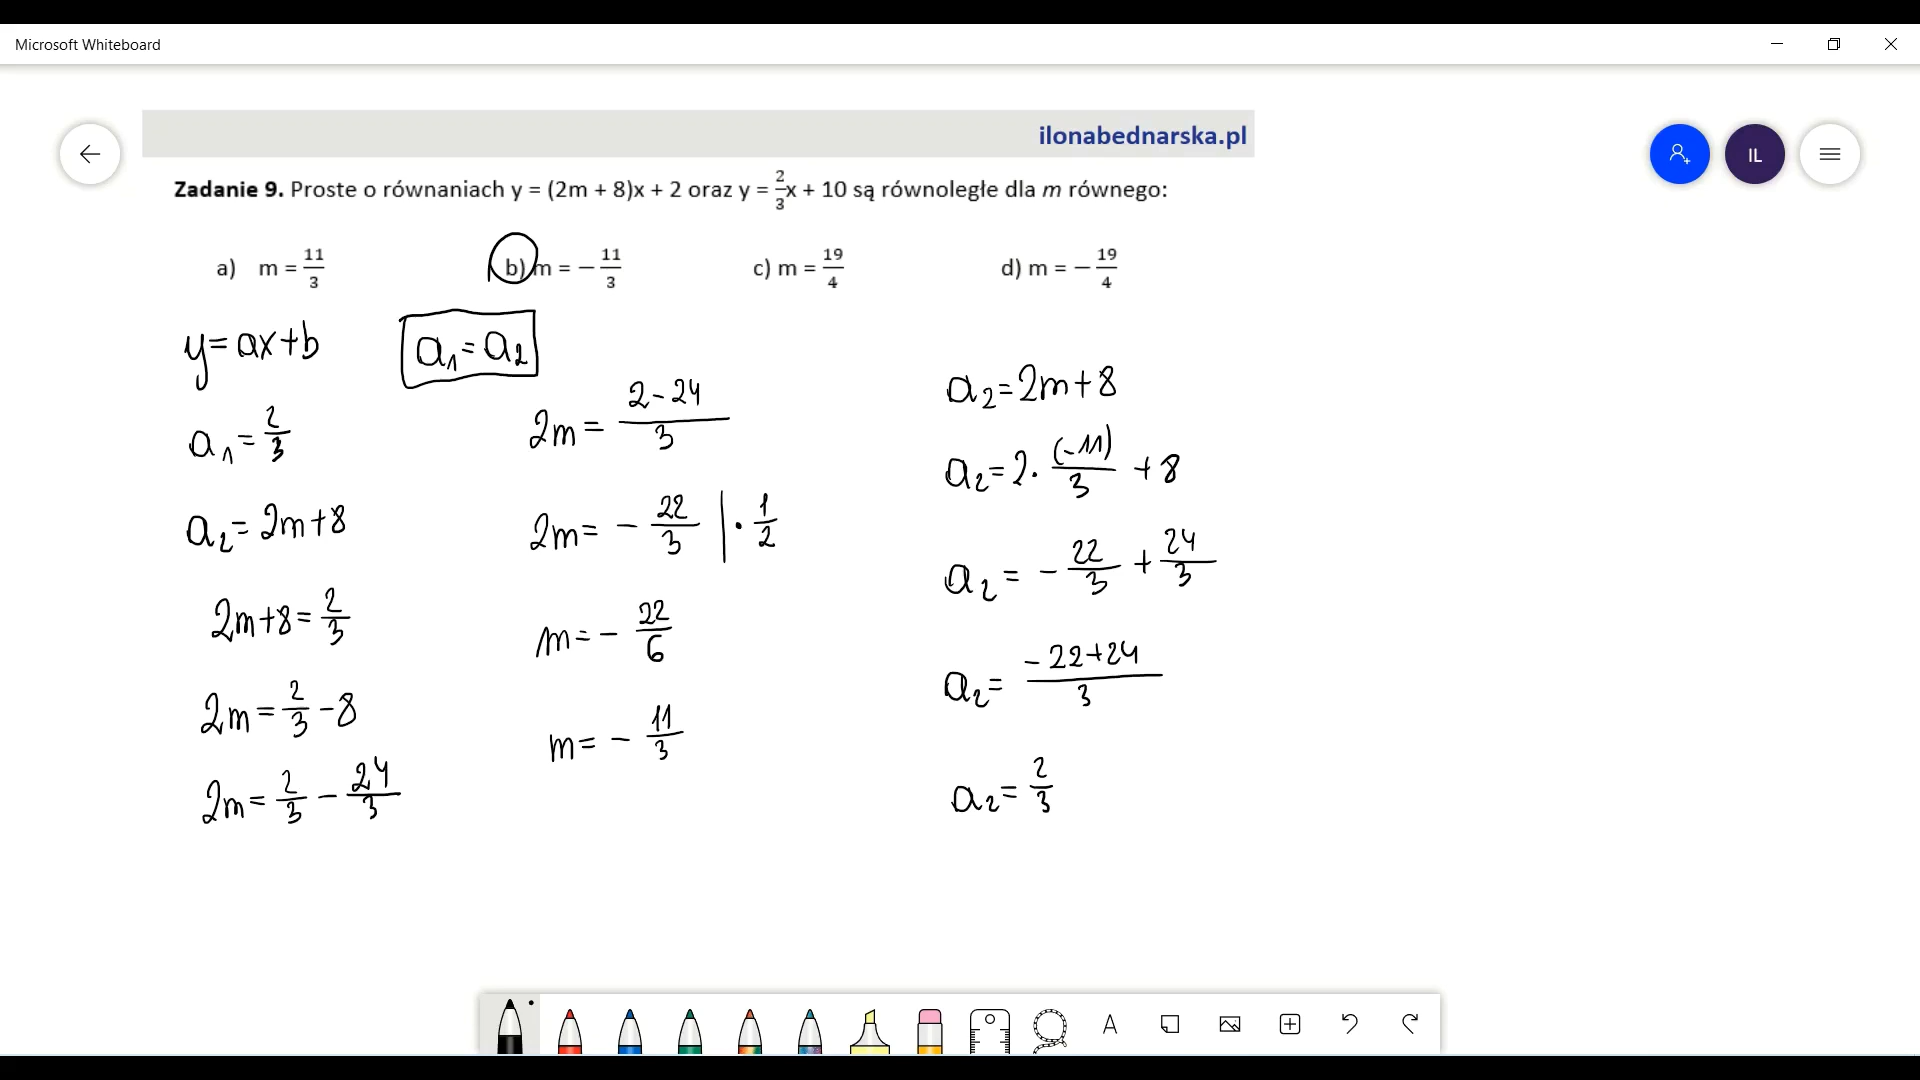 Microsoft Whiteboard
ilonabednarska.pl
IL
Zadanie 9. Proste o równaniach y = (2m + 8)x + 2 oraz y = 2/3x + 10 są równoległe dla m równego:
a) m = 11/3 b) m = − 11/3 c) m = 19/4 d) m = − 19/4
y=ax+b
a₁=a₂
a₁=2/3
a₂=2m+8
2m+8=2/3
2m=2/3-8
2m=2/3-24/3
2m=(2-24)/3
2m=-22/3 |·1/2
m=-22/6
m=-11/3
a₂=2m+8
a₂=2·(-11)/3+8
a₂=-22/3+24/3
a₂=(-22+24)/3
a₂=2/3
A